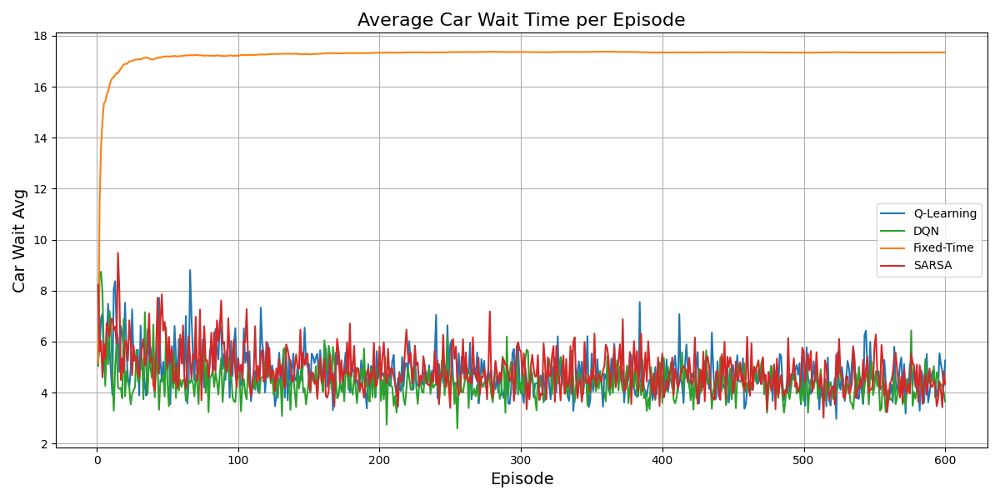 Average Car Wait Time per Episode
Car Wait Avg
18
16
14
12
10
8
6
4
2
Q-Learning
DQN
Fixed-Time
SARSA
0 100 200 300 400 500 600
Episode